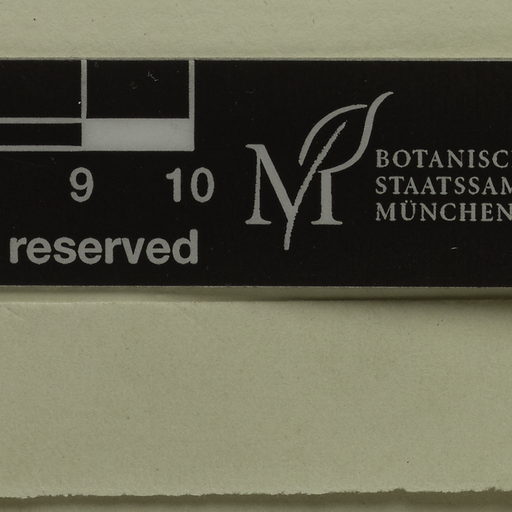 9 10
reserved
M
BOTANISC
STAATSSAM
MÜNCHEN